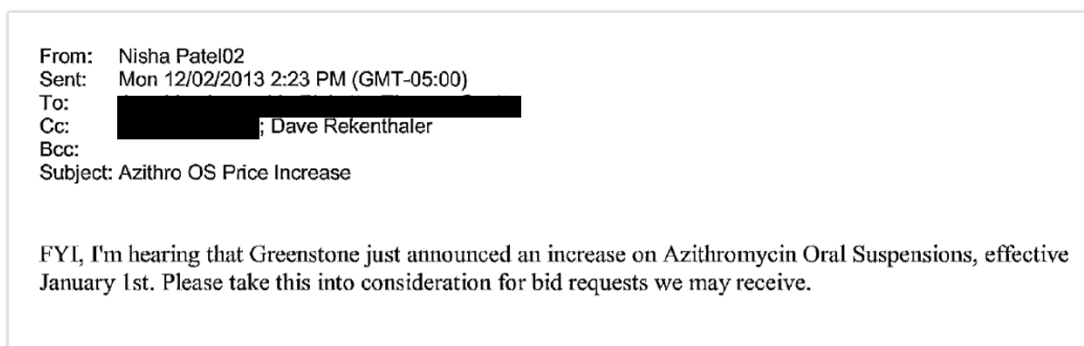 From: Nisha Patel02
Sent: Mon 12/02/2013 2:23 PM (GMT-05:00)
To:
Cc: ; Dave Rekenthaler
Bcc:
Subject: Azithro OS Price Increase
FYI, I'm hearing that Greenstone just announced an increase on Azithromycin Oral Suspensions, effective
January 1st. Please take this into consideration for bid requests we may receive.